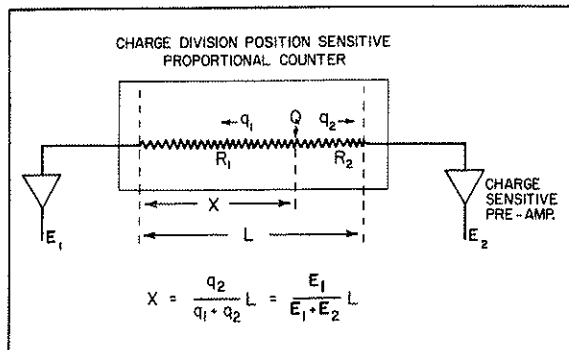 CHARGE DIVISION POSITION SENSITIVE
PROPORTIONAL COUNTER
q₁ Q q₂
R₁ R₂
X
L
E₁
E₂
CHARGE
SENSITIVE
PRE-AMP.
X = q₂ / (q₁ + q₂) L = E₁ / (E₁ + E₂) L